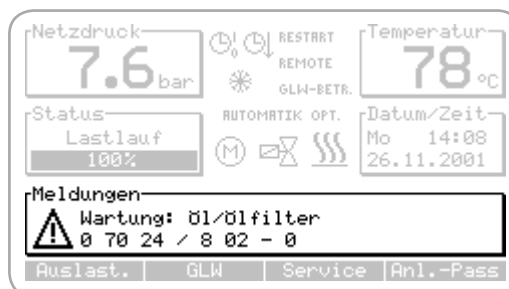 Netzdruck
7.6 bar
RESTART
REMOTE
GLW-BETR.
Temperatur
78 °C
Status
Lastlauf
100%
AUTOMATIK OPT.
M
Datum/Zeit
Mo 14:08
26.11.2001
Meldungen
Wartung: Öl/Ölfilter
0 70 24 / 8 02 - 0
Auslast. GLW Service Anl.-Pass